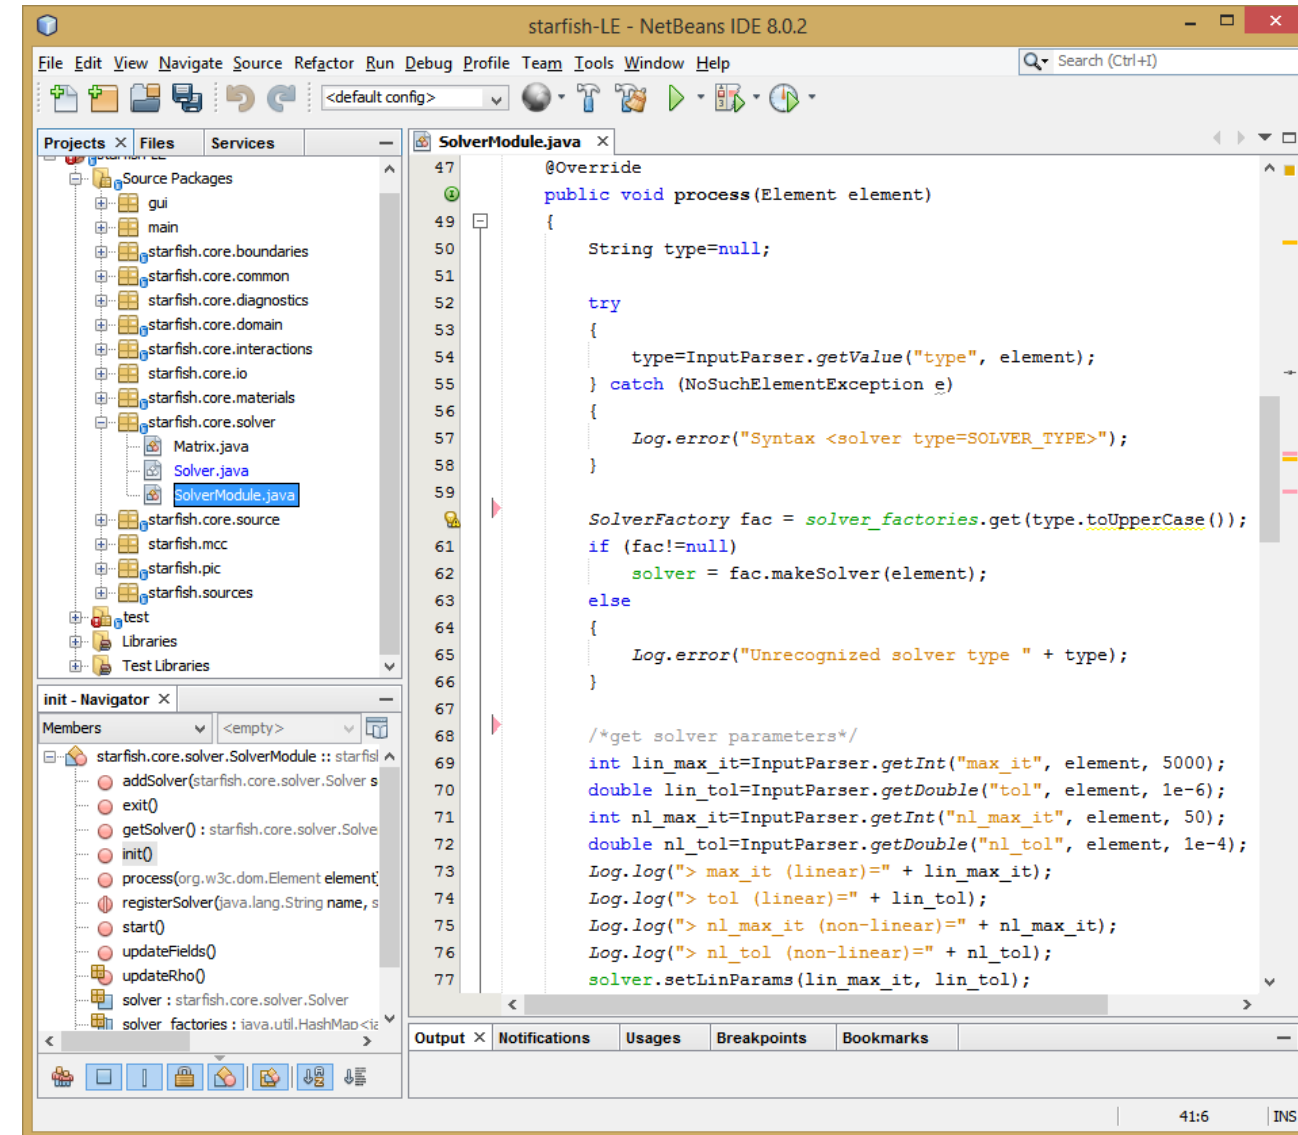 starfish-LE - NetBeans IDE 8.0.2
File Edit View Navigate Source Refactor Run Debug Profile Team Tools Window Help
Search (Ctrl+I)
<default config>
Projects Files Services
starfish-LE
Source Packages
gui
main
starfish.core.boundaries
starfish.core.common
starfish.core.diagnostics
starfish.core.domain
starfish.core.interactions
starfish.core.io
starfish.core.materials
starfish.core.solver
Matrix.java
Solver.java
SolverModule.java
starfish.core.source
starfish.mcc
starfish.pic
starfish.sources
test
Libraries
Test Libraries
init - Navigator
Members <empty>
starfish.core.solver.SolverModule :: starfisl
addSolver(starfish.core.solver.Solver s
exit()
getSolver() : starfish.core.solver.Solve
init()
process(org.w3c.dom.Element element)
registerSolver(java.lang.String name, s
start()
updateFields()
updateRho()
solver : starfish.core.solver.Solver
solver_factories : java.util.HashMap<ja
SolverModule.java
47 @Override
public void process(Element element)
49 {
50 String type=null;
51
52 try
53 {
54 type=InputParser.getValue("type", element);
55 } catch (NoSuchElementException e)
56 {
57 Log.error("Syntax <solver type=SOLVER_TYPE>");
58 }
59
SolverFactory fac = solver_factories.get(type.toUpperCase());
61 if (fac!=null)
62 solver = fac.makeSolver(element);
63 else
64 {
65 Log.error("Unrecognized solver type " + type);
66 }
67
68 /*get solver parameters*/
69 int lin_max_it=InputParser.getInt("max_it", element, 5000);
70 double lin_tol=InputParser.getDouble("tol", element, 1e-6);
71 int nl_max_it=InputParser.getInt("nl_max_it", element, 50);
72 double nl_tol=InputParser.getDouble("nl_tol", element, 1e-4);
73 Log.log("> max_it (linear)=" + lin_max_it);
74 Log.log("> tol (linear)=" + lin_tol);
75 Log.log("> nl_max_it (non-linear)=" + nl_max_it);
76 Log.log("> nl_tol (non-linear)=" + nl_tol);
77 solver.setLinParams(lin_max_it, lin_tol);
Output Notifications Usages Breakpoints Bookmarks
41:6 INS